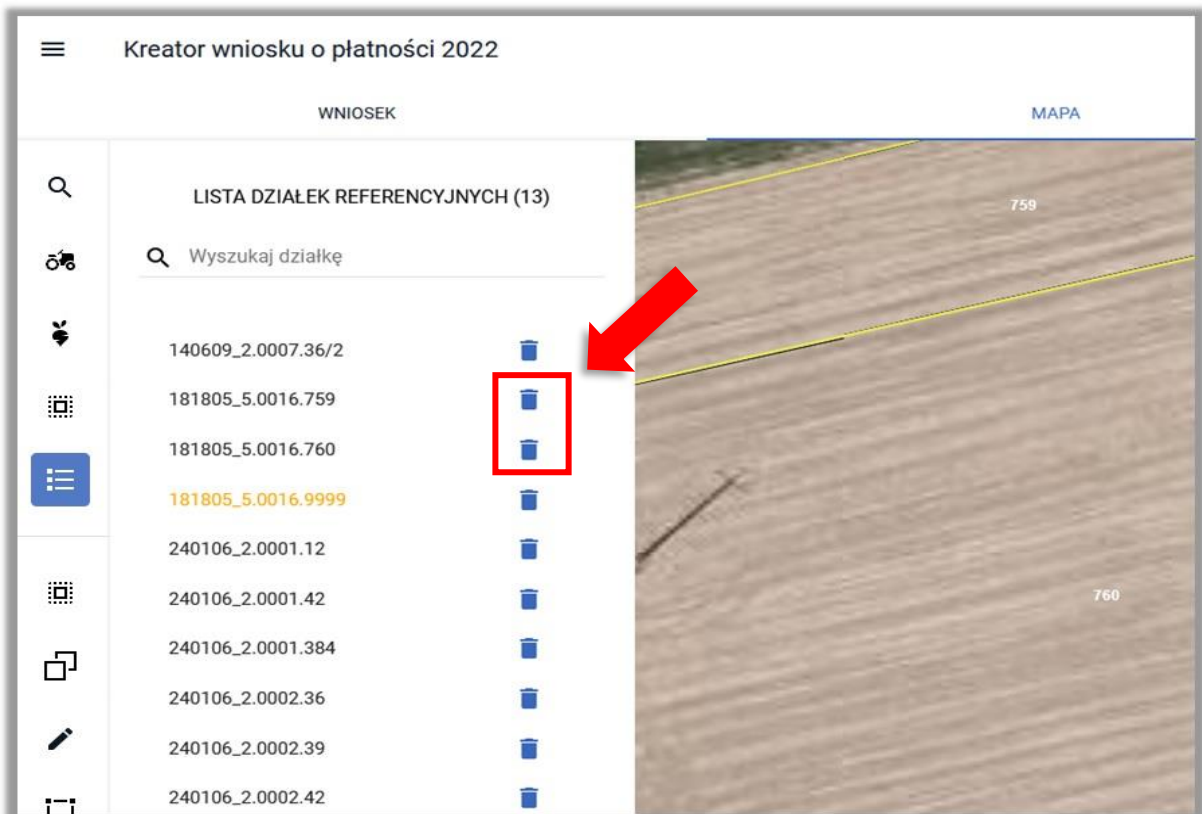 Kreator wniosku o płatności 2022
WNIOSEK
MAPA
LISTA DZIAŁEK REFERENCYJNYCH (13)
Wyszukaj działkę
140609_2.0007.36/2
181805_5.0016.759
181805_5.0016.760
181805_5.0016.9999
240106_2.0001.12
240106_2.0001.42
240106_2.0001.384
240106_2.0002.36
240106_2.0002.39
240106_2.0002.42
759
760